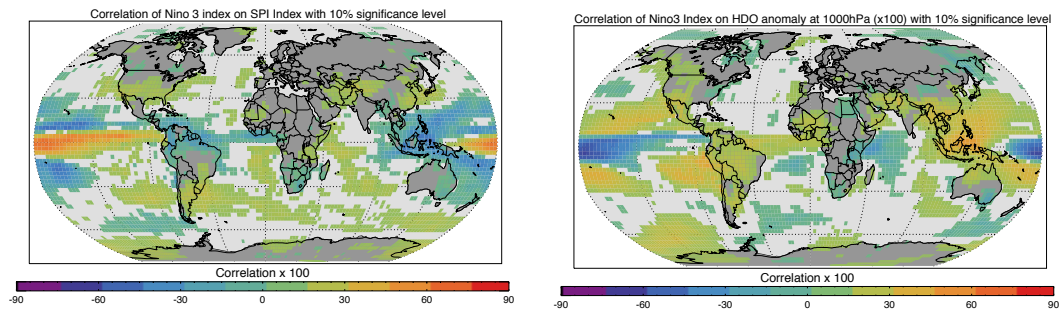 Correlation of Nino 3 index on SPI Index with 10% significance level
Correlation x 100
-90 -60 -30 0 30 60 90
Correlation of Nino3 Index on HDO anomaly at 1000hPa (x100) with 10% significance level
Correlation x 100
-90 -60 -30 0 30 60 90